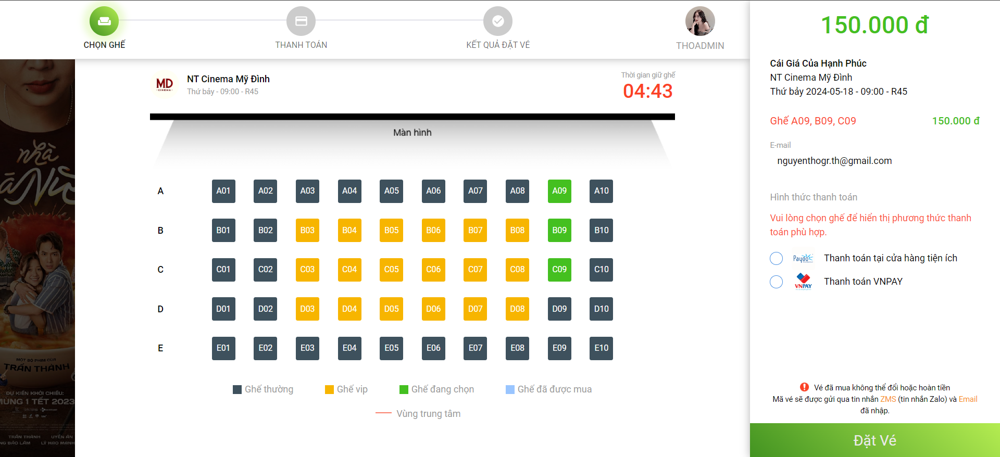 CHỌN GHẾ
THANH TOÁN
KẾT QUẢ ĐẶT VÉ
THOADMIN
MD
CINEMA
NT Cinema Mỹ Đình
Thứ bảy - 09:00 - R45
Thời gian giữ ghế
04:43
Màn hình
A A01 A02 A03 A04 A05 A06 A07 A08 A09 A10
B B01 B02 B03 B04 B05 B06 B07 B08 B09 B10
C C01 C02 C03 C04 C05 C06 C07 C08 C09 C10
D D01 D02 D03 D04 D05 D06 D07 D08 D09 D10
E E01 E02 E03 E04 E05 E06 E07 E08 E09 E10
Ghế thường Ghế vip Ghế đang chọn Ghế đã được mua
Vùng trung tâm
150.000 đ
Cái Giá Của Hạnh Phúc
NT Cinema Mỹ Đình
Thứ bảy 2024-05-18 - 09:00 - R45
Ghế A09, B09, C09 150.000 đ
E-mail
nguyenthogr.th@gmail.com
Hình thức thanh toán
Vui lòng chọn ghế để hiển thị phương thức thanh
toán phù hợp.
Payoo Thanh toán tại cửa hàng tiện ích
VNPAY Thanh toán VNPAY
Vé đã mua không thể đổi hoặc hoàn tiền
Mã vé sẽ được gửi qua tin nhắn ZMS (tin nhắn Zalo) và Email
đã nhập.
Đặt Vé
nhà
Nữ
MỘT BỘ PHIM CỦA
TRẤN THÀNH
DỰ KIẾN KHỞI CHIẾU:
MÙNG 1 TẾT 2023
TRẤN THÀNH UYỂN ÂN
NG BẢO LÂM LÝ HẠO MẠNH